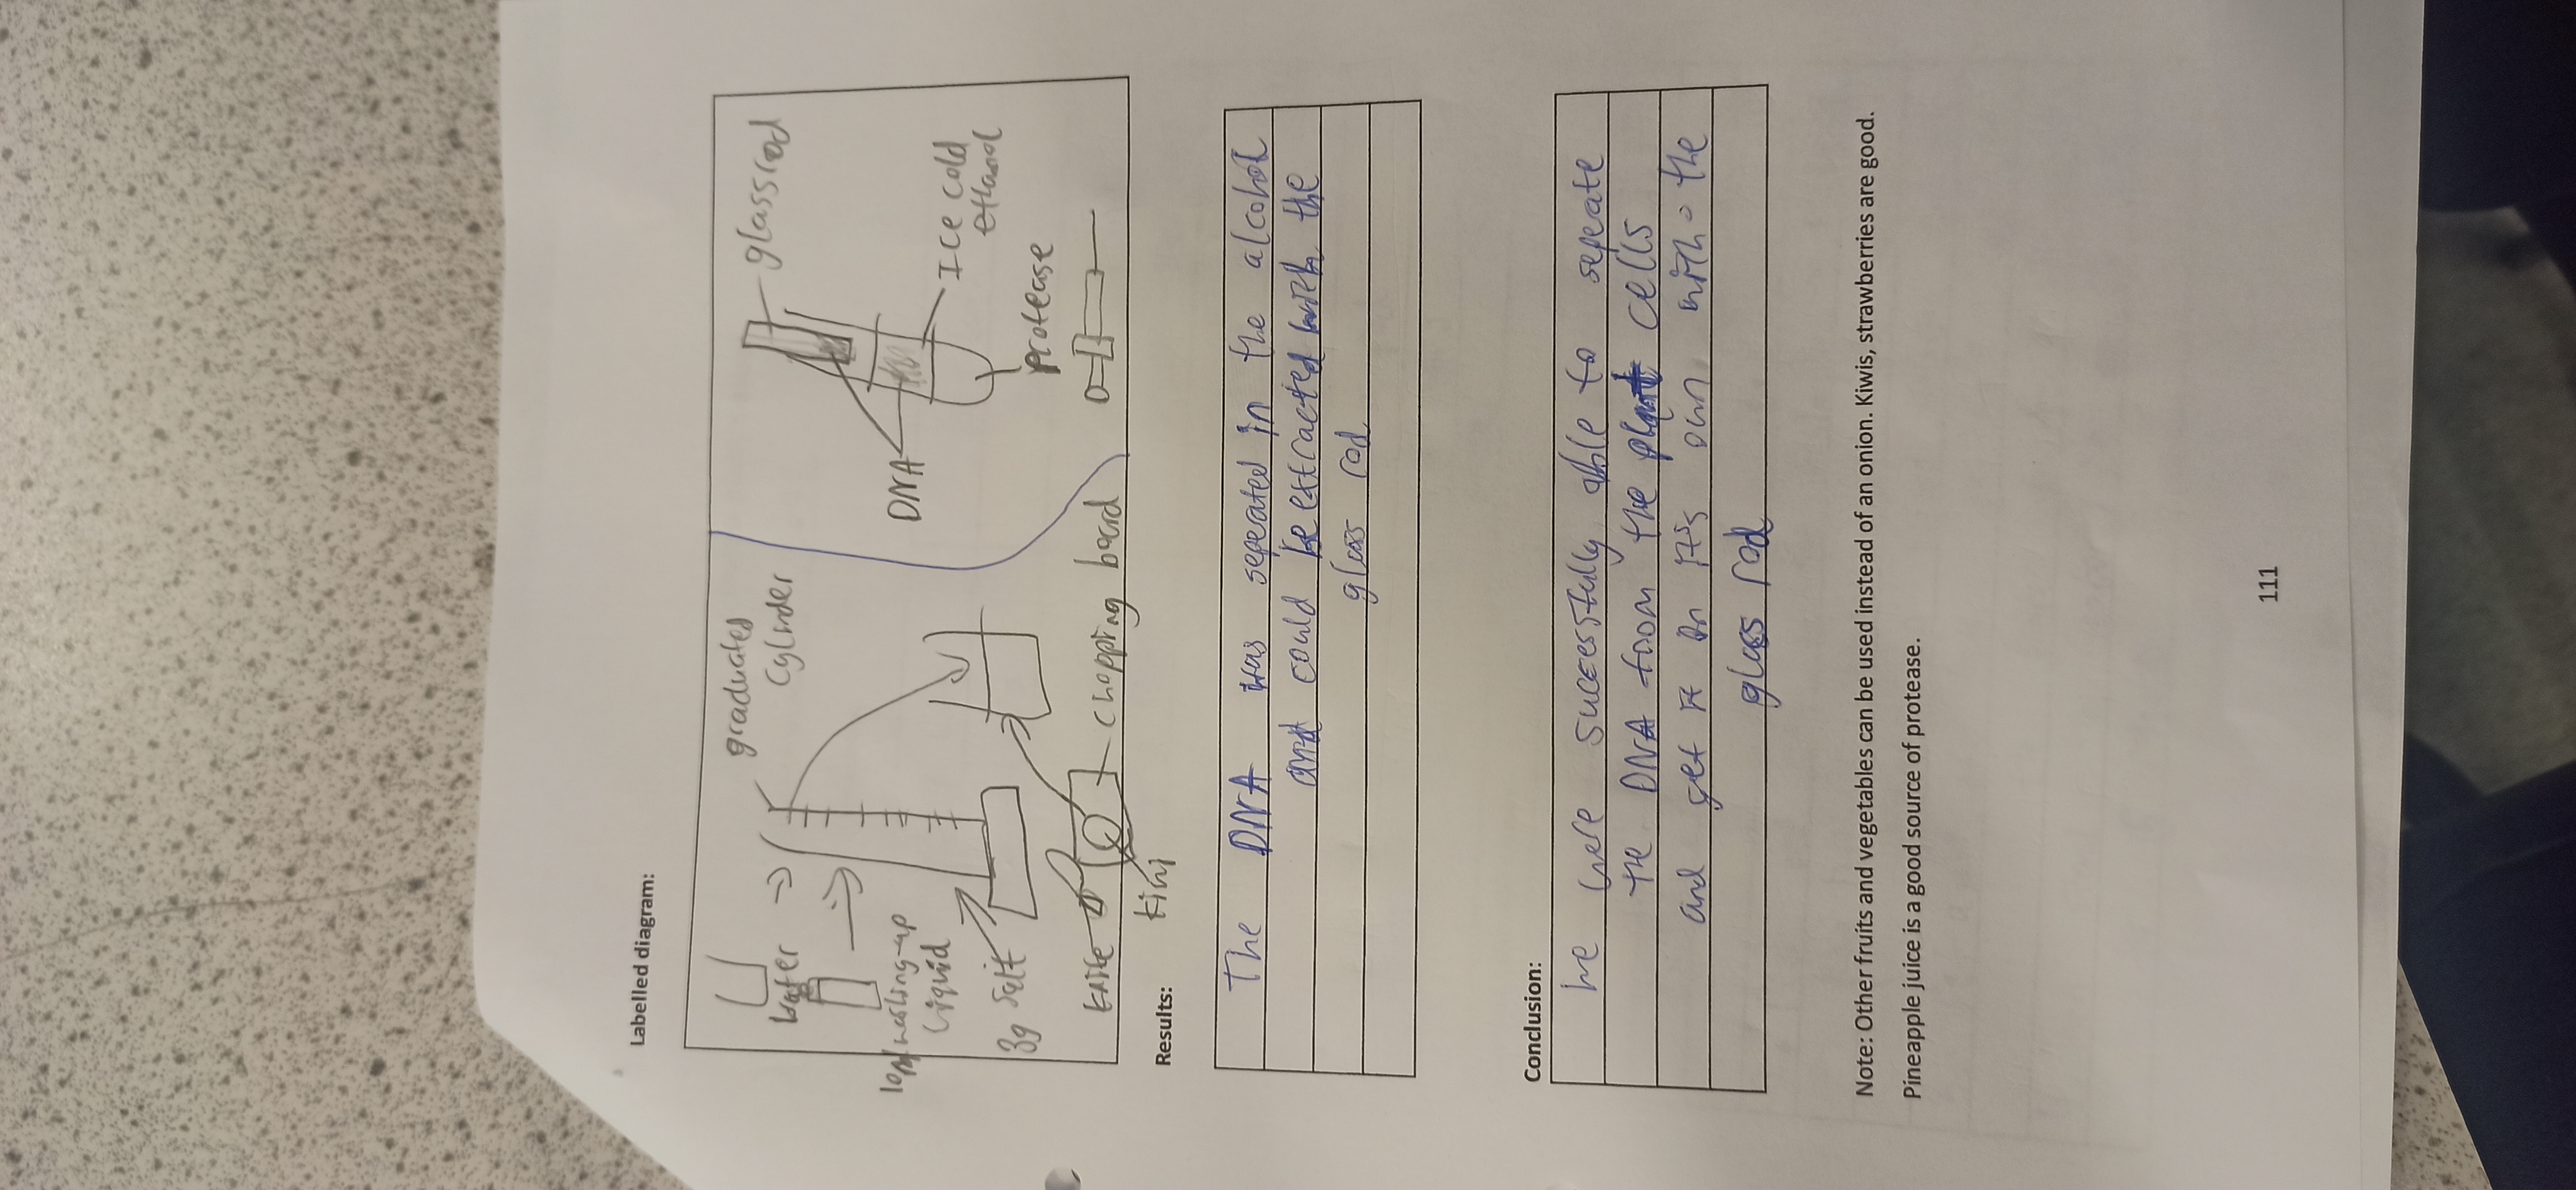 Labelled diagram:
graduated
cylinder
water
10ml washing-up
liquid
3g salt
knife
kiwi
chopping board
glass rod
DNA
Ice cold
ethanol
protease
Results:
The DNA was seperated in the alcohol
and could be extracted with the
glass rod
Conclusion:
We were successfully able to seperate
the DNA from the plant cells
and get it on it's own with the
glass rod
Note: Other fruits and vegetables can be used instead of an onion. Kiwis, strawberries are good.
Pineapple juice is a good source of protease.
111